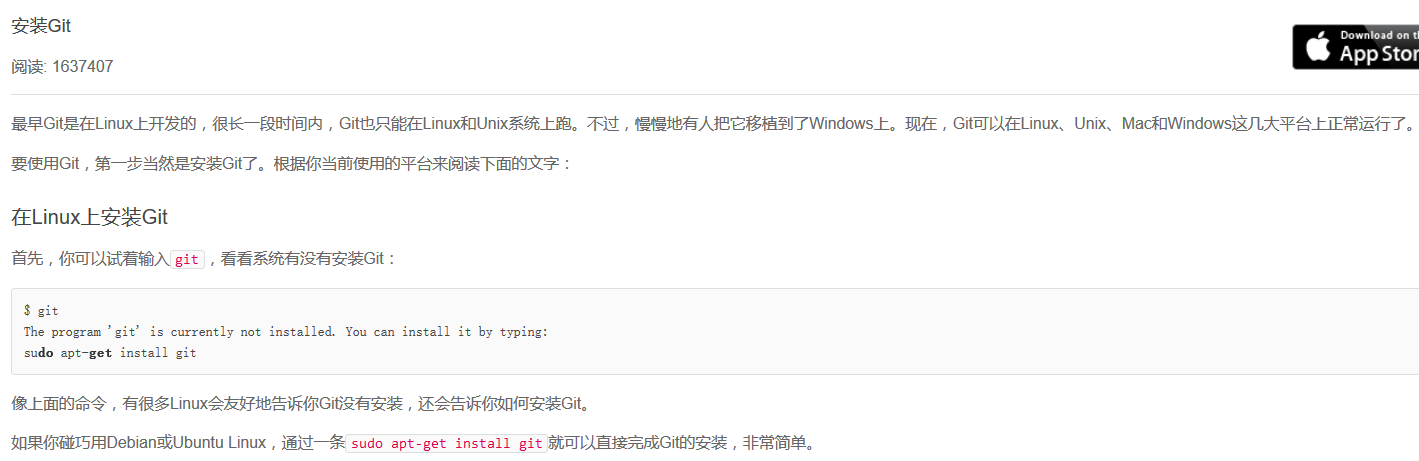 安装Git
Download on th
App Stor
阅读: 1637407
最早Git是在Linux上开发的，很长一段时间内，Git也只能在Linux和Unix系统上跑。不过，慢慢地有人把它移植到了Windows上。现在，Git可以在Linux、Unix、Mac和Windows这几大平台上正常运行了。
要使用Git，第一步当然是安装Git了。根据你当前使用的平台来阅读下面的文字：
在Linux上安装Git
首先，你可以试着输入git，看看系统有没有安装Git：
$ git
The program 'git' is currently not installed. You can install it by typing:
sudo apt-get install git
像上面的命令，有很多Linux会友好地告诉你Git没有安装，还会告诉你如何安装Git。
如果你碰巧用Debian或Ubuntu Linux，通过一条sudo apt-get install git就可以直接完成Git的安装，非常简单。